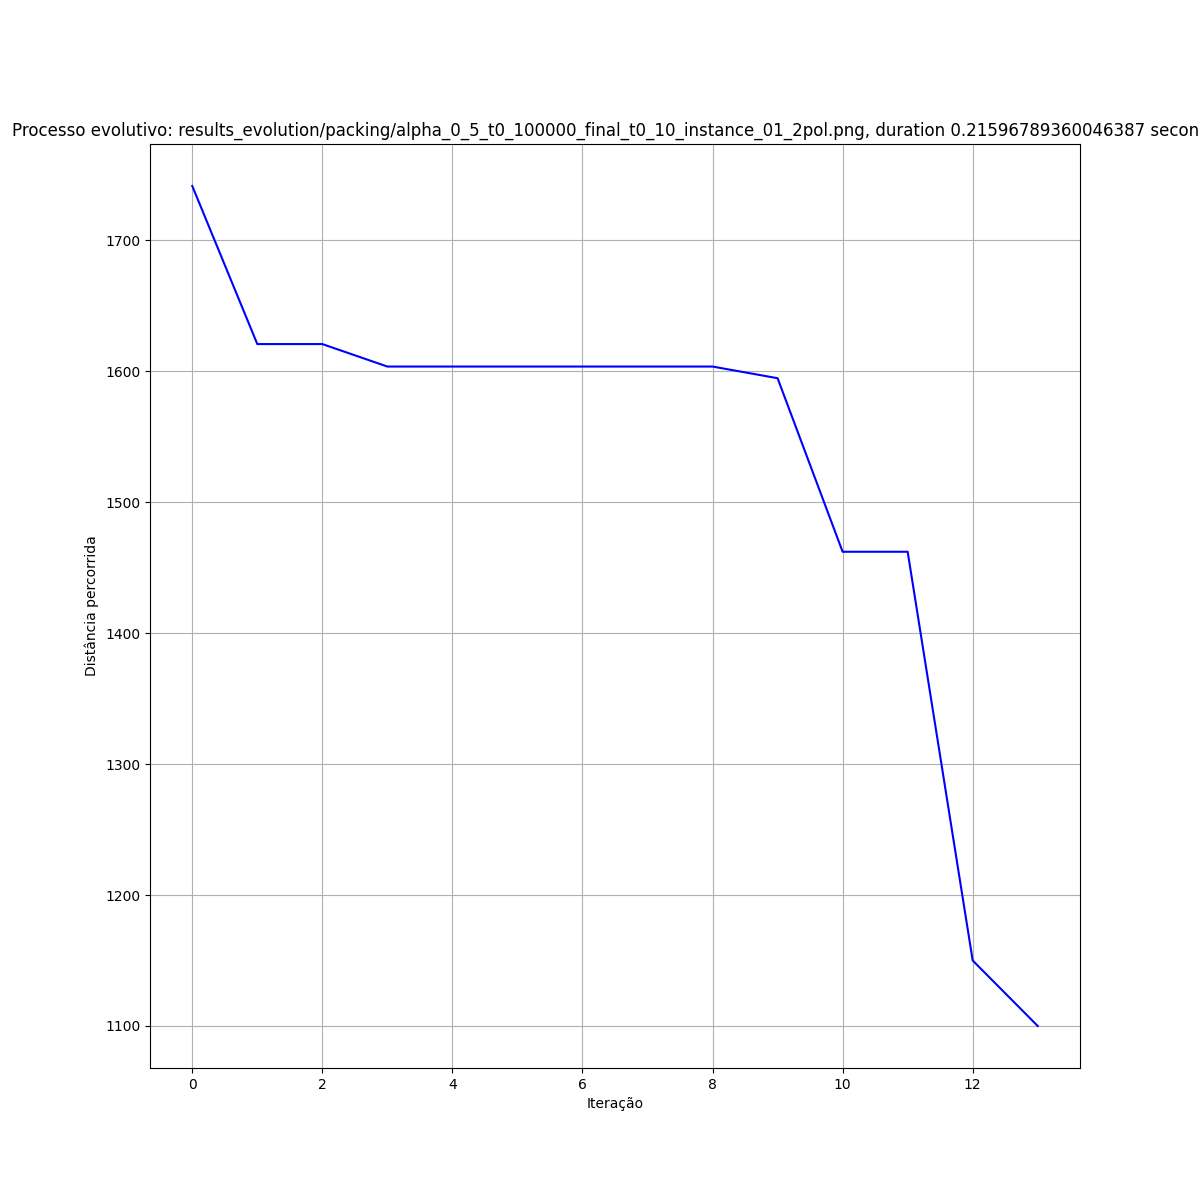 Processo evolutivo: results_evolution/packing/alpha_0_5_t0_100000_final_t0_10_instance_01_2pol.png, duration 0.21596789360046387 secon
1700
1600
1500
1400
1300
1200
1100
Distância percorrida
0 2 4 6 8 10 12
Iteração